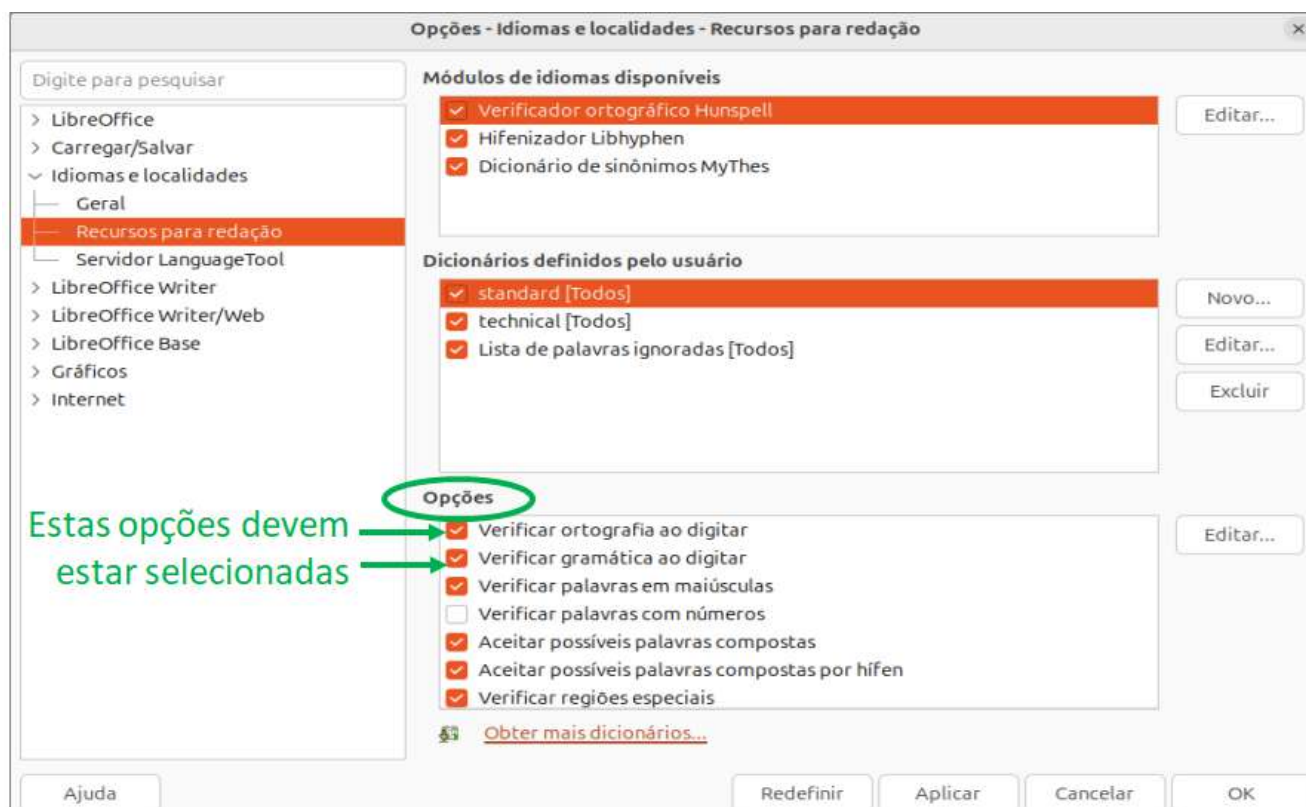 Opções - Idiomas e localidades - Recursos para redação
Digite para pesquisar
LibreOffice
Carregar/Salvar
Idiomas e localidades
Geral
Recursos para redação
Servidor LanguageTool
LibreOffice Writer
LibreOffice Writer/Web
LibreOffice Base
Gráficos
Internet
Módulos de idiomas disponíveis
Verificador ortográfico Hunspell
Hifenizador Libhyphen
Dicionário de sinônimos MyThes
Editar...
Dicionários definidos pelo usuário
standard [Todos]
technical [Todos]
Lista de palavras ignoradas [Todos]
Novo...
Editar...
Excluir
Opções
Estas opções devem
estar selecionadas
Verificar ortografia ao digitar
Verificar gramática ao digitar
Verificar palavras em maiúsculas
Verificar palavras com números
Aceitar possíveis palavras compostas
Aceitar possíveis palavras compostas por hífen
Verificar regiões especiais
Editar...
Obter mais dicionários...
Ajuda
Redefinir
Aplicar
Cancelar
OK